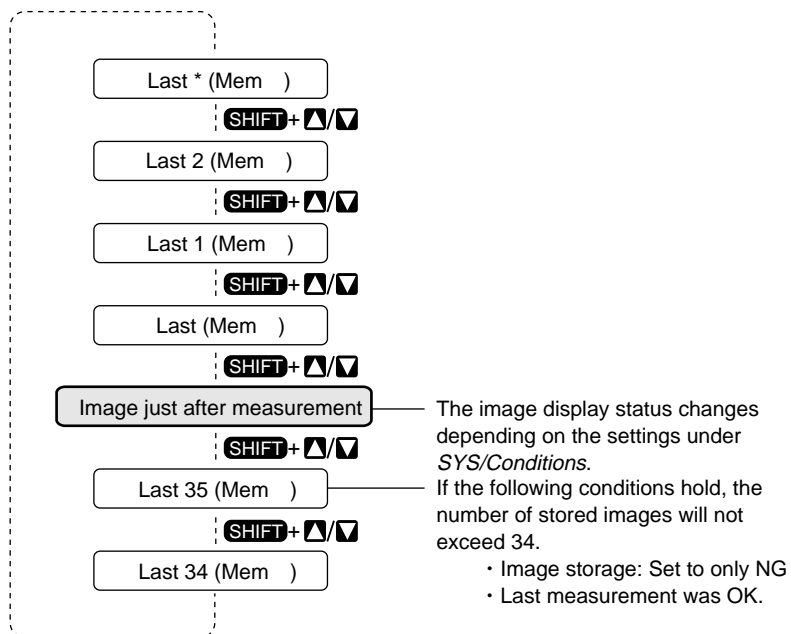 Last * (Mem   )
SHIFT+ ▲/▼
Last 2 (Mem   )
SHIFT+ ▲/▼
Last 1 (Mem   )
SHIFT+ ▲/▼
Last (Mem   )
SHIFT+ ▲/▼
Image just after measurement
The image display status changes
depending on the settings under
SYS/Conditions.
SHIFT+ ▲/▼
Last 35 (Mem   )
If the following conditions hold, the
number of stored images will not
exceed 34.
・Image storage: Set to only NG
・Last measurement was OK.
SHIFT+ ▲/▼
Last 34 (Mem   )